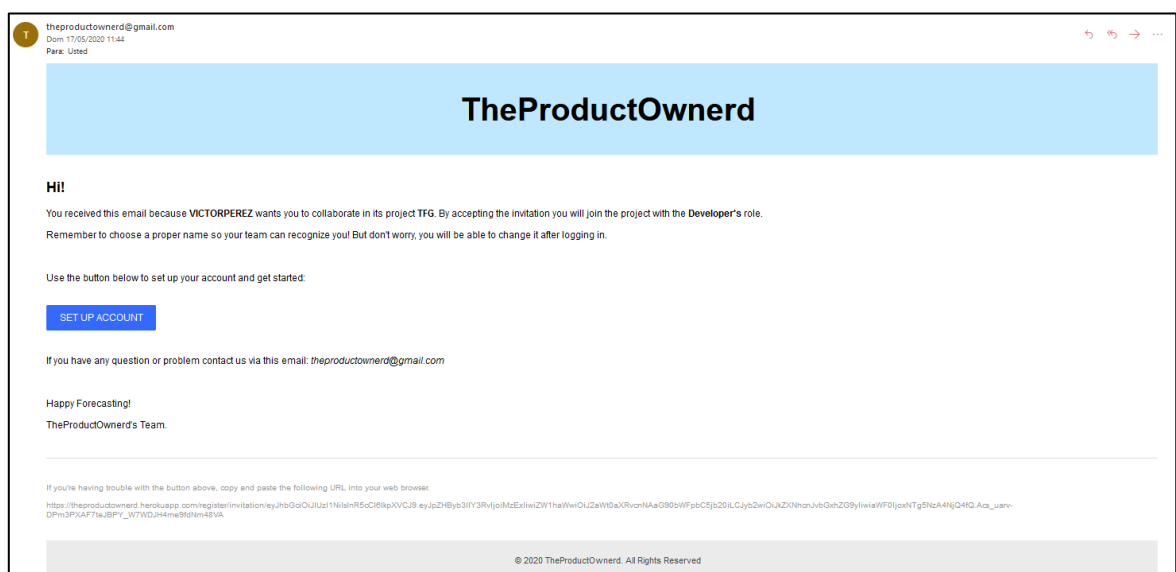 T
theproductownerd@gmail.com
Dom 17/05/2020 11:44
Para: Usted
TheProductOwnerd
Hi!
You received this email because VICTORPEREZ wants you to collaborate in its project TFG. By accepting the invitation you will join the project with the Developer's role.
Remember to choose a proper name so your team can recognize you! But don't worry, you will be able to change it after logging in.
Use the button below to set up your account and get started:
SET UP ACCOUNT
If you have any question or problem contact us via this email: theproductownerd@gmail.com
Happy Forecasting!
TheProductOwnerd's Team.
If you're having trouble with the button above, copy and paste the following URL into your web browser.
© 2020 TheProductOwnerd. All Rights Reserved